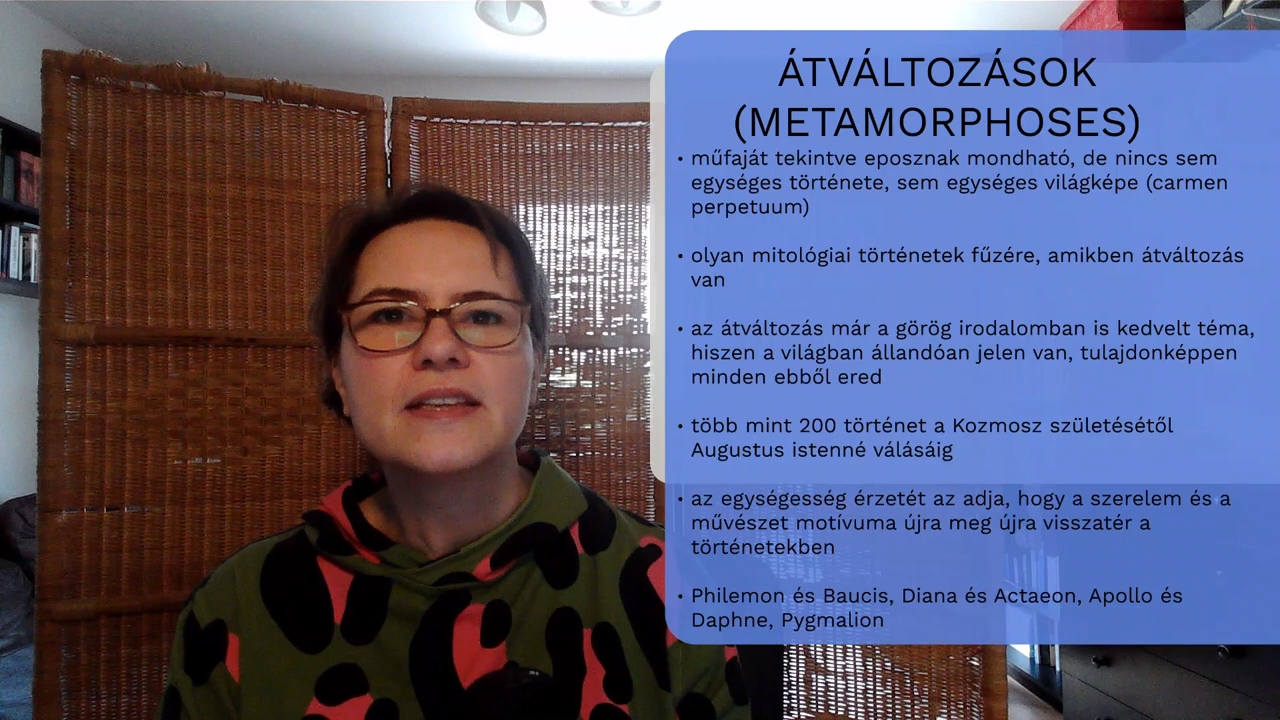 ÁTVÁLTOZÁSOK
(METAMORPHOSES)
• műfaját tekintve eposznak mondható, de nincs sem
egységes története, sem egységes világképe (carmen
perpetuum)
• olyan mitológiai történetek fűzére, amikben átváltozás
van
• az átváltozás már a görög irodalomban is kedvelt téma,
hiszen a világban állandóan jelen van, tulajdonképpen
minden ebből ered
• több mint 200 történet a Kozmosz születésétől
Augustus istenné válásáig
• az egységesség érzetét az adja, hogy a szerelem és a
művészet motívuma újra meg újra visszatér a
történetekben
• Philemon és Baucis, Diana és Actaeon, Apollo és
Daphne, Pygmalion